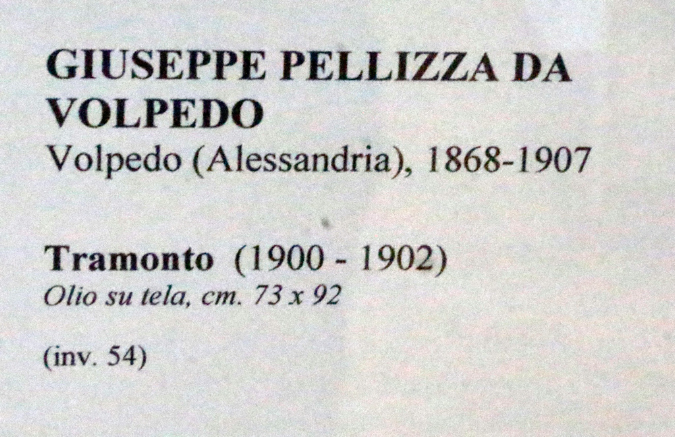 GIUSEPPE PELLIZZA DA
VOLPEDO
Volpedo (Alessandria), 1868-1907
Tramonto (1900 - 1902)
Olio su tela, cm. 73 x 92
(inv. 54)